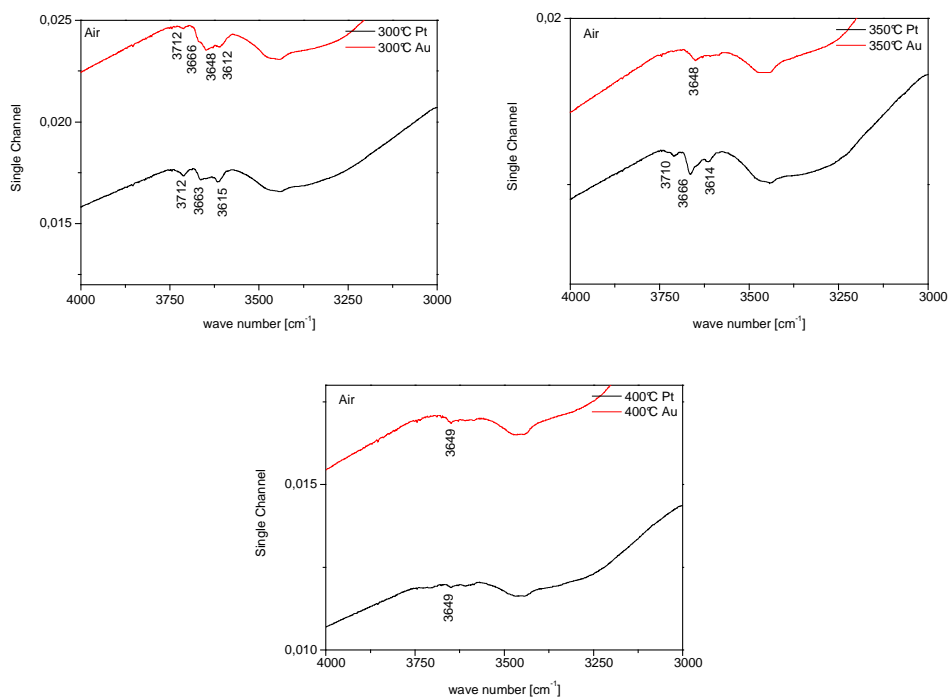 Air
300°C Pt
300°C Au
0,025
0,020
0,015
Single Channel
3712
3666
3648
3612
3712
3663
3615
4000 3750 3500 3250 3000
wave number [cm⁻¹]
Air
350°C Pt
350°C Au
0,02
Single Channel
3648
3710
3666
3614
4000 3750 3500 3250 3000
wave number [cm⁻¹]
Air
400°C Pt
400°C Au
0,015
0,010
Single Channel
3649
3649
4000 3750 3500 3250 3000
wave number [cm⁻¹]